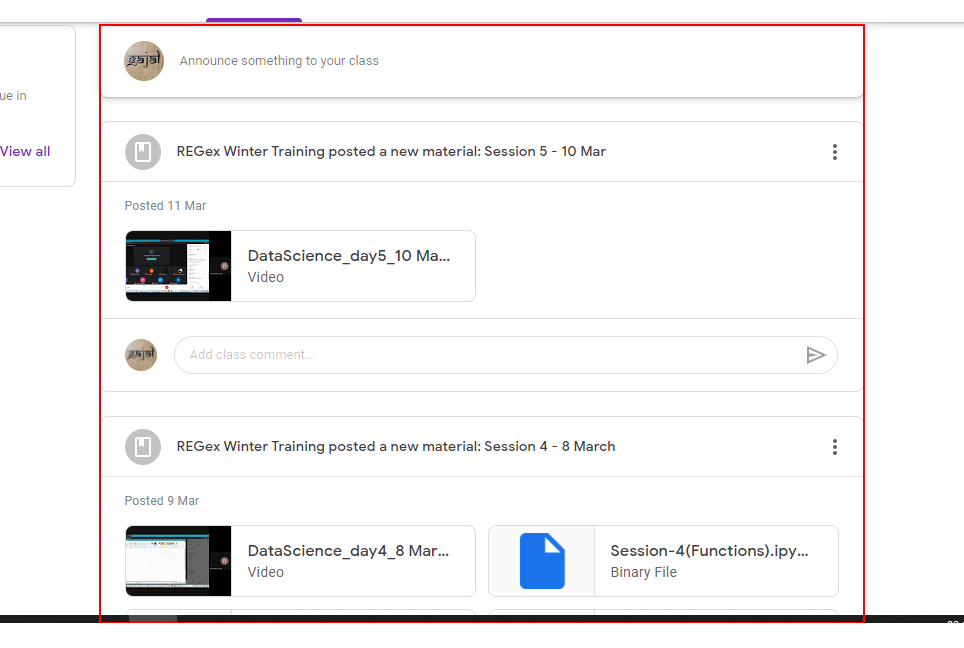 ue in
View all
gajal
Announce something to your class
REGex Winter Training posted a new material: Session 5 - 10 Mar
Posted 11 Mar
DataScience_day5_10 Ma...
Video
gajal
Add class comment...
REGex Winter Training posted a new material: Session 4 - 8 March
Posted 9 Mar
DataScience_day4_8 Mar...
Video
Session-4(Functions).ipy...
Binary File